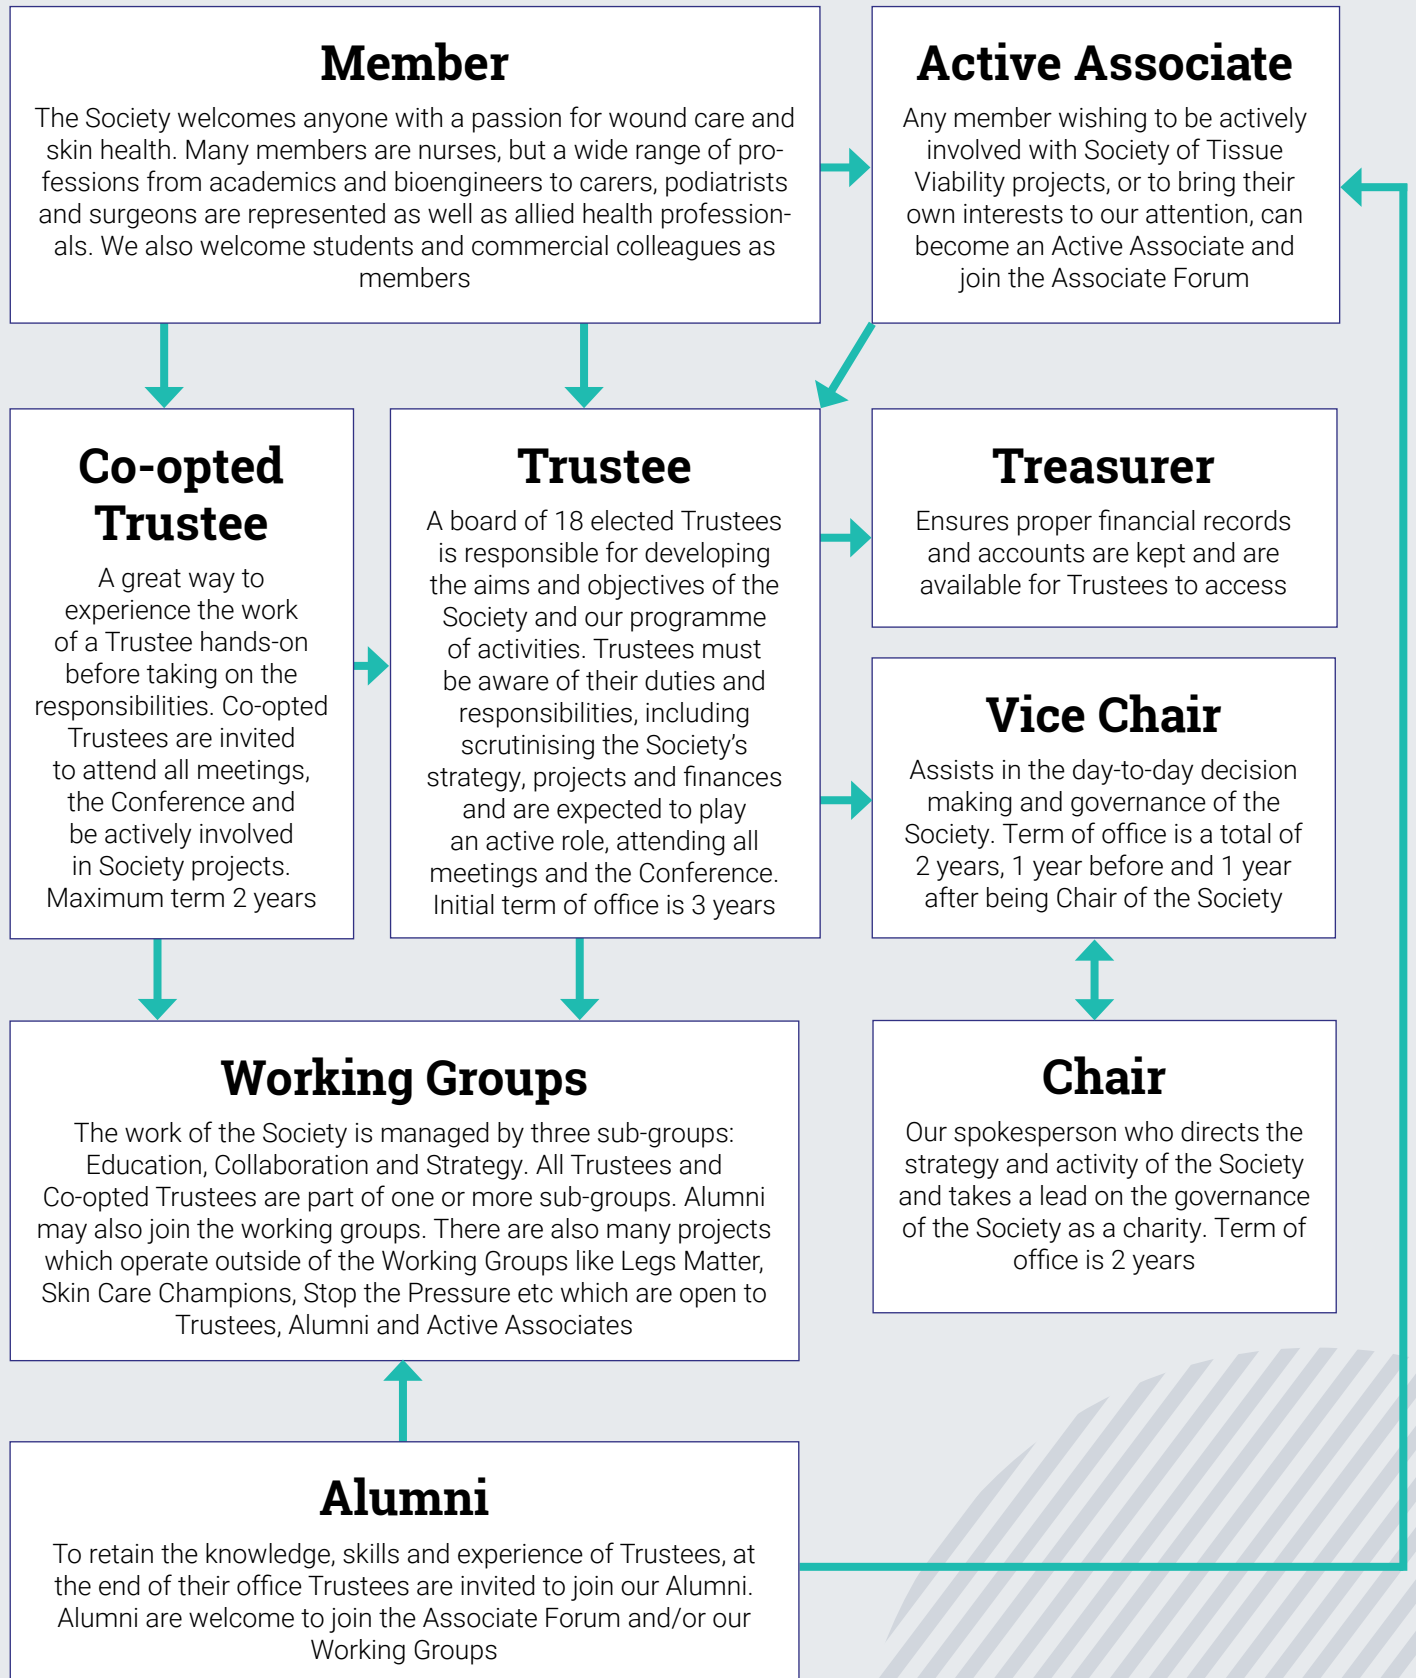 Member
The Society welcomes anyone with a passion for wound care and
skin health. Many members are nurses, but a wide range of pro-
fessions from academics and bioengineers to carers, podiatrists
and surgeons are represented as well as allied health profession-
als. We also welcome students and commercial colleagues as
members
Active Associate
Any member wishing to be actively
involved with Society of Tissue
Viability projects, or to bring their
own interests to our attention, can
become an Active Associate and
join the Associate Forum
Co-opted
Trustee
A great way to
experience the work
of a Trustee hands-on
before taking on the
responsibilities. Co-opted
Trustees are invited
to attend all meetings,
the Conference and
be actively involved
in Society projects.
Maximum term 2 years
Trustee
A board of 18 elected Trustees
is responsible for developing
the aims and objectives of the
Society and our programme
of activities. Trustees must
be aware of their duties and
responsibilities, including
scrutinising the Society’s
strategy, projects and finances
and are expected to play
an active role, attending all
meetings and the Conference.
Initial term of office is 3 years
Treasurer
Ensures proper financial records
and accounts are kept and are
available for Trustees to access
Vice Chair
Assists in the day-to-day decision
making and governance of the
Society. Term of office is a total of
2 years, 1 year before and 1 year
after being Chair of the Society
Working Groups
The work of the Society is managed by three sub-groups:
Education, Collaboration and Strategy. All Trustees and
Co-opted Trustees are part of one or more sub-groups. Alumni
may also join the working groups. There are also many projects
which operate outside of the Working Groups like Legs Matter,
Skin Care Champions, Stop the Pressure etc which are open to
Trustees, Alumni and Active Associates
Chair
Our spokesperson who directs the
strategy and activity of the Society
and takes a lead on the governance
of the Society as a charity. Term of
office is 2 years
Alumni
To retain the knowledge, skills and experience of Trustees, at
the end of their office Trustees are invited to join our Alumni.
Alumni are welcome to join the Associate Forum and/or our
Working Groups